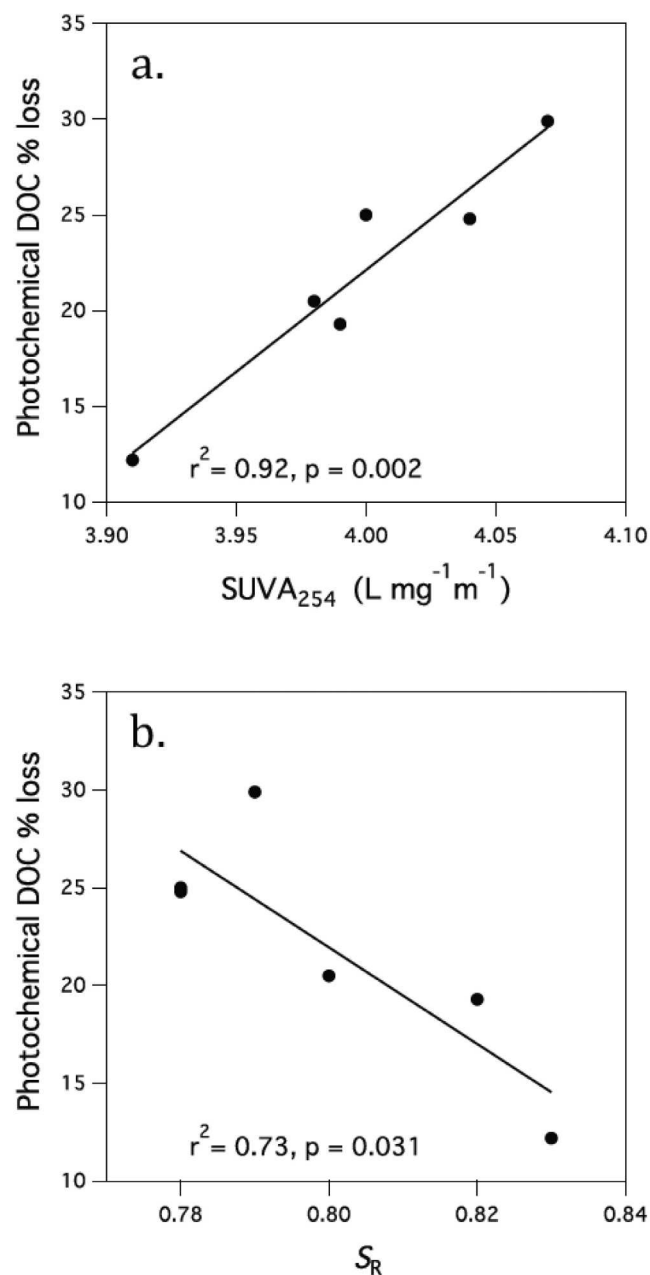 a.
Photochemical DOC % loss
35
30
25
20
15
10
r²= 0.92, p = 0.002
3.90 3.95 4.00 4.05 4.10
SUVA₂₅₄ (L mg⁻¹m⁻¹)
b.
Photochemical DOC % loss
35
30
25
20
15
10
r²= 0.73, p = 0.031
0.78 0.80 0.82 0.84
S_R